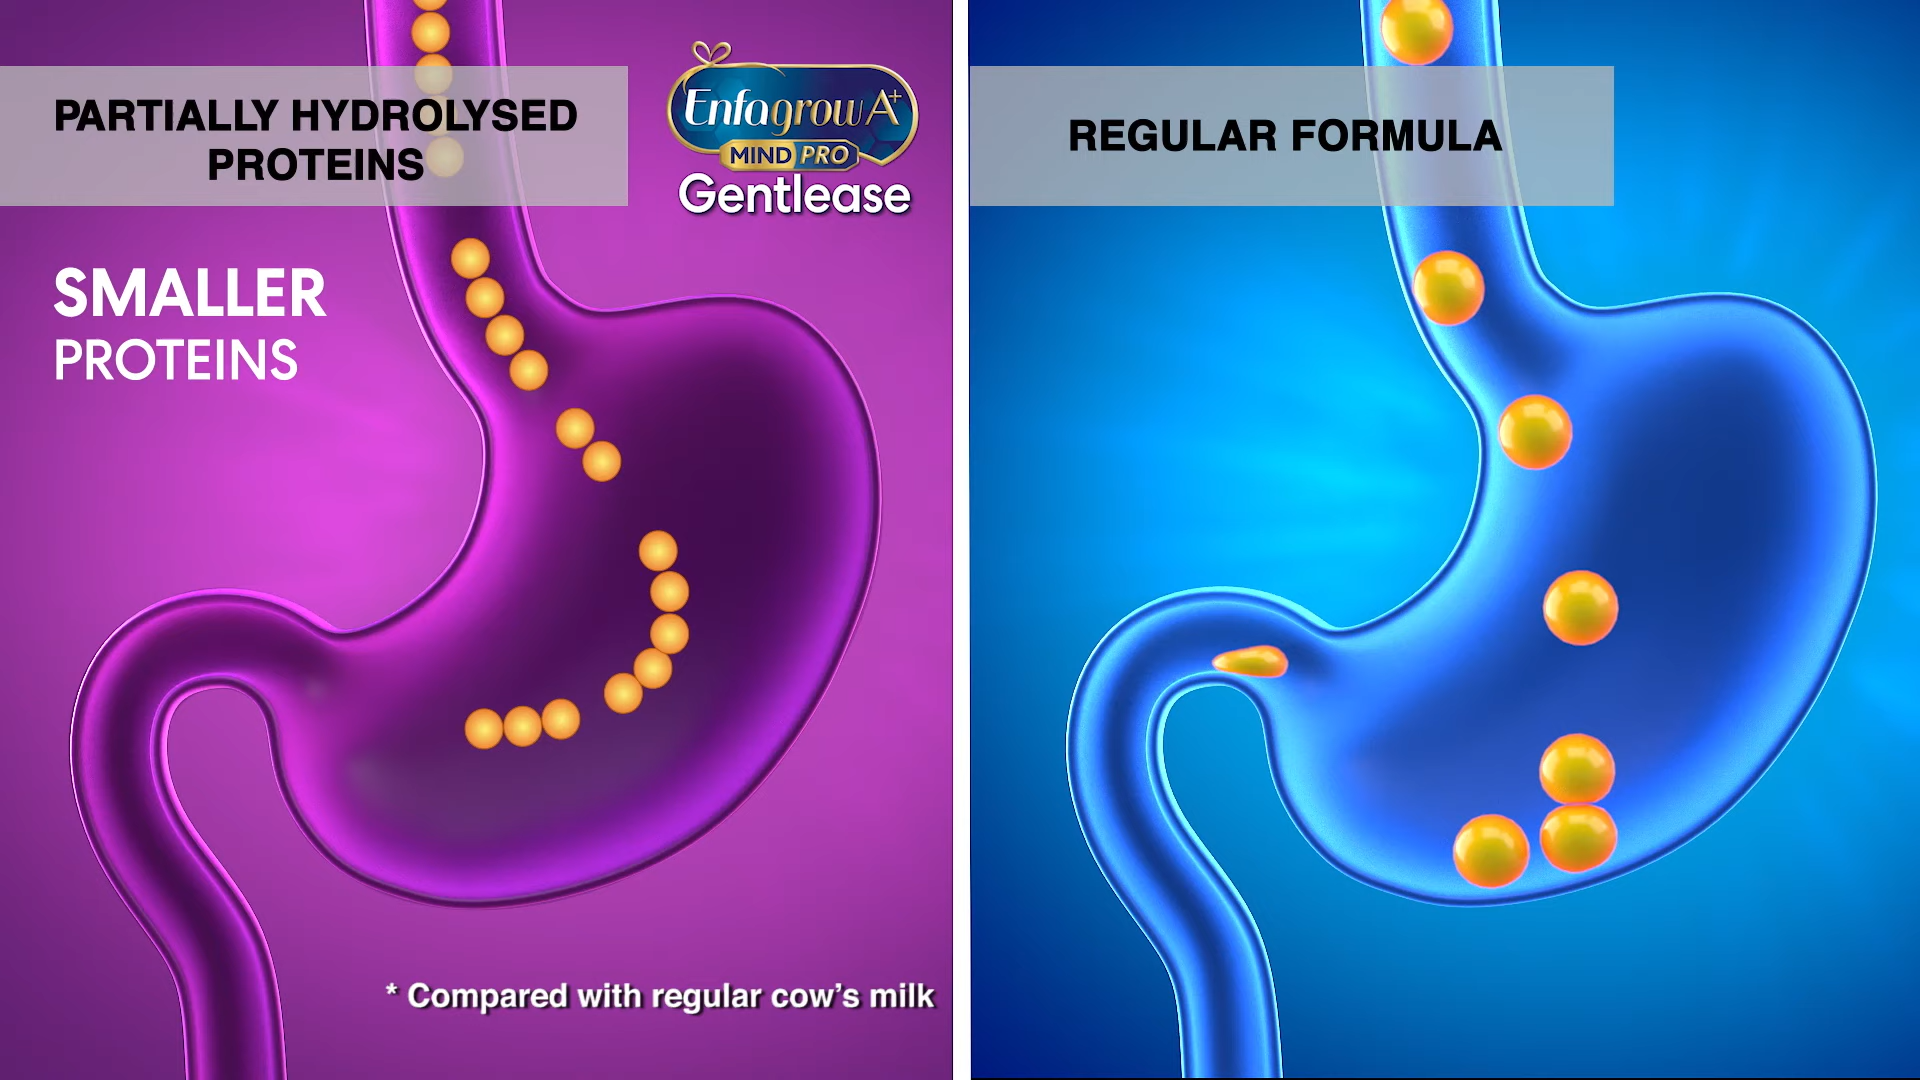 PARTIALLY HYDROLYSED
PROTEINS
Enfagrow A+
MIND PRO
Gentlease
SMALLER
PROTEINS
* Compared with regular cow's milk
REGULAR FORMULA